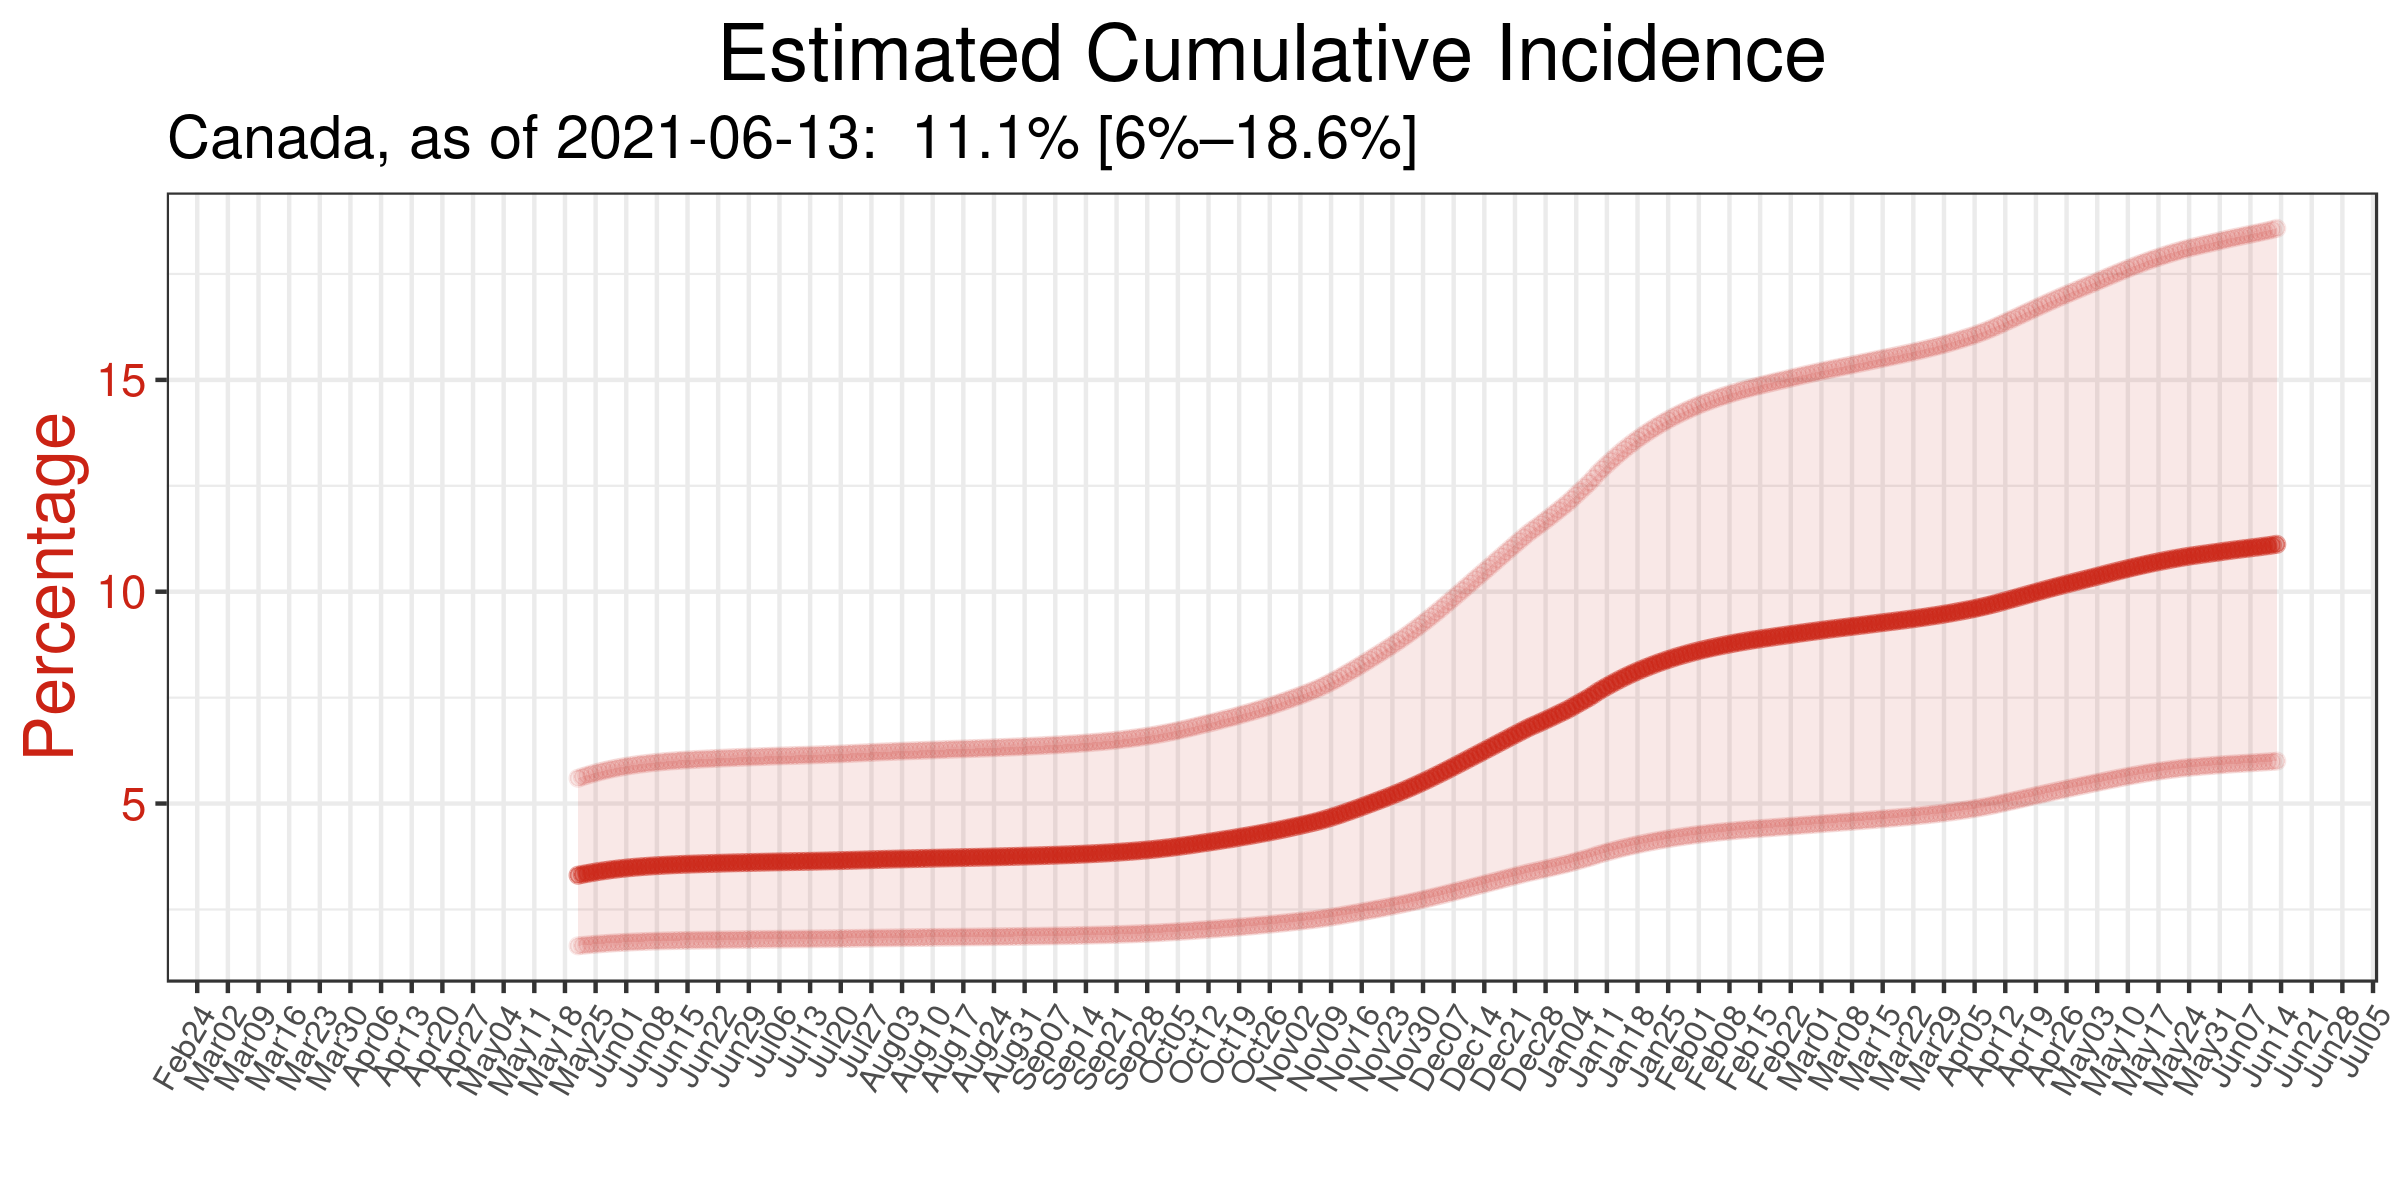 Estimated Cumulative Incidence
Canada, as of 2021-06-13:  11.1% [6%–18.6%]
Percentage
15
10
5
Feb24
Mar02
Mar09
Mar16
Mar23
Mar30
Apr06
Apr13
Apr20
Apr27
May04
May11
May18
May25
Jun01
Jun08
Jun15
Jun22
Jun29
Jul06
Jul13
Jul20
Jul27
Aug03
Aug10
Aug17
Aug24
Aug31
Sep07
Sep14
Sep21
Sep28
Oct05
Oct12
Oct19
Oct26
Nov02
Nov09
Nov16
Nov23
Nov30
Dec07
Dec14
Dec21
Dec28
Jan04
Jan11
Jan18
Jan25
Feb01
Feb08
Feb15
Feb22
Mar01
Mar08
Mar15
Mar22
Mar29
Apr05
Apr12
Apr19
Apr26
May03
May10
May17
May24
May31
Jun07
Jun14
Jun21
Jun28
Jul05